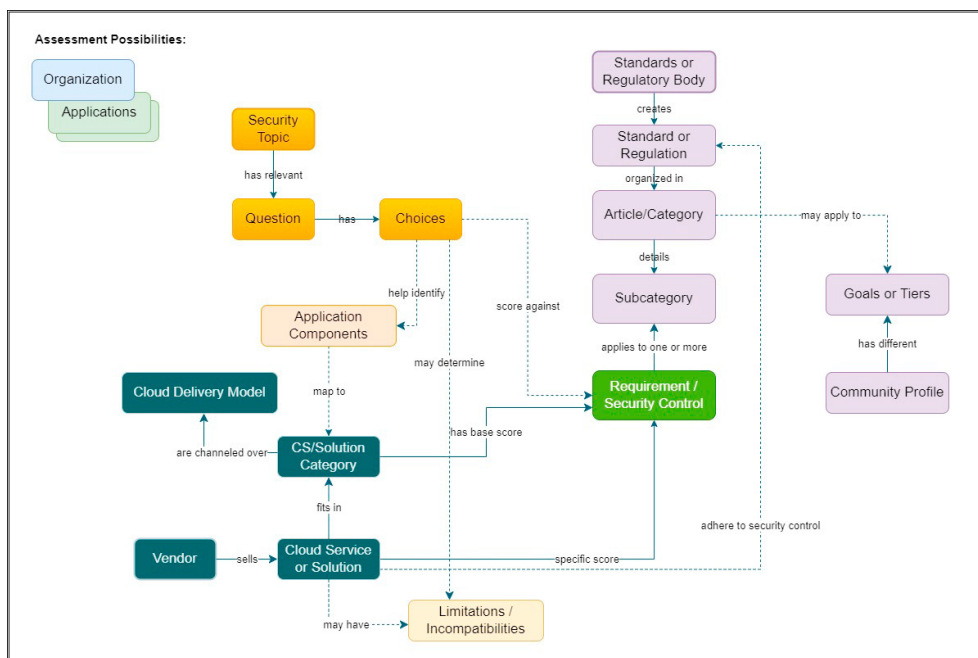 Assessment Possibilities:
Organization
Applications
Standards or
Regulatory Body
creates
Security
Topic
Standard or
Regulation
has relevant
organized in
Question
has
Choices
Article/Category
may apply to
details
help identify
score against
Subcategory
Goals or Tiers
Application
Components
may determine
applies to one or more
has different
Cloud Delivery Model
map to
Requirement /
Security Control
Community Profile
are channeled over
CS/Solution
Category
has base score
fits in
adhere to security control
Vendor
sells
Cloud Service
or Solution
specific score
may have
Limitations /
Incompatibilities